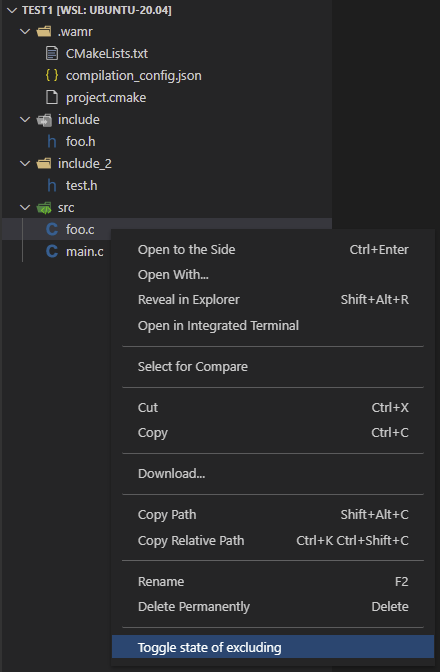 TEST1 [WSL: UBUNTU-20.04]
.wamr
CMakeLists.txt
{ } compilation_config.json
project.cmake
include
h foo.h
include_2
h test.h
src
C foo.c
C main.c
Open to the Side Ctrl+Enter
Open With...
Reveal in Explorer Shift+Alt+R
Open in Integrated Terminal
Select for Compare
Cut Ctrl+X
Copy Ctrl+C
Download...
Copy Path Shift+Alt+C
Copy Relative Path Ctrl+K Ctrl+Shift+C
Rename F2
Delete Permanently Delete
Toggle state of excluding